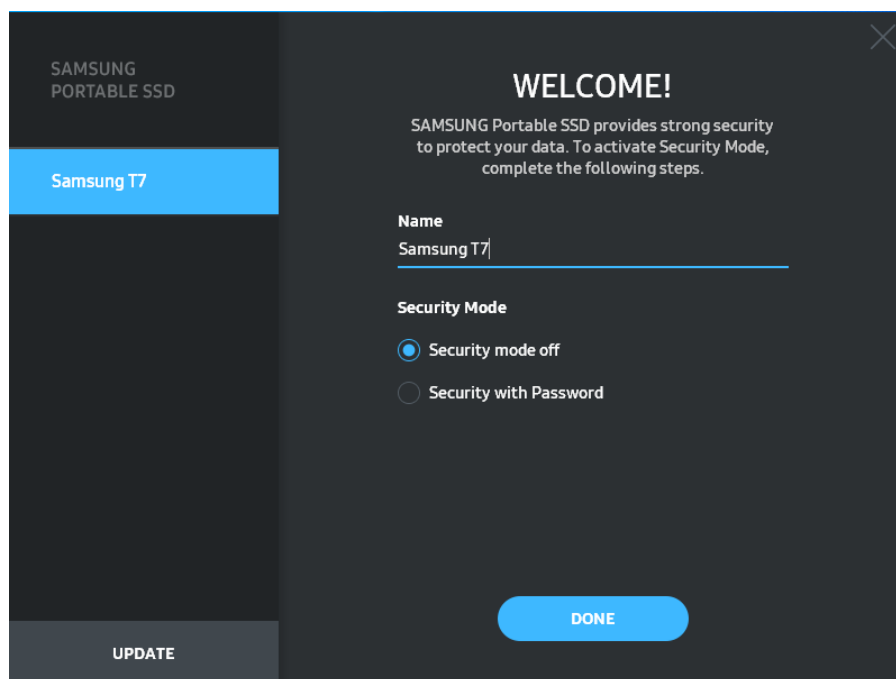 SAMSUNG
PORTABLE SSD
Samsung T7
UPDATE
WELCOME!
SAMSUNG Portable SSD provides strong security
to protect your data. To activate Security Mode,
complete the following steps.
Name
Samsung T7
Security Mode
Security mode off
Security with Password
DONE